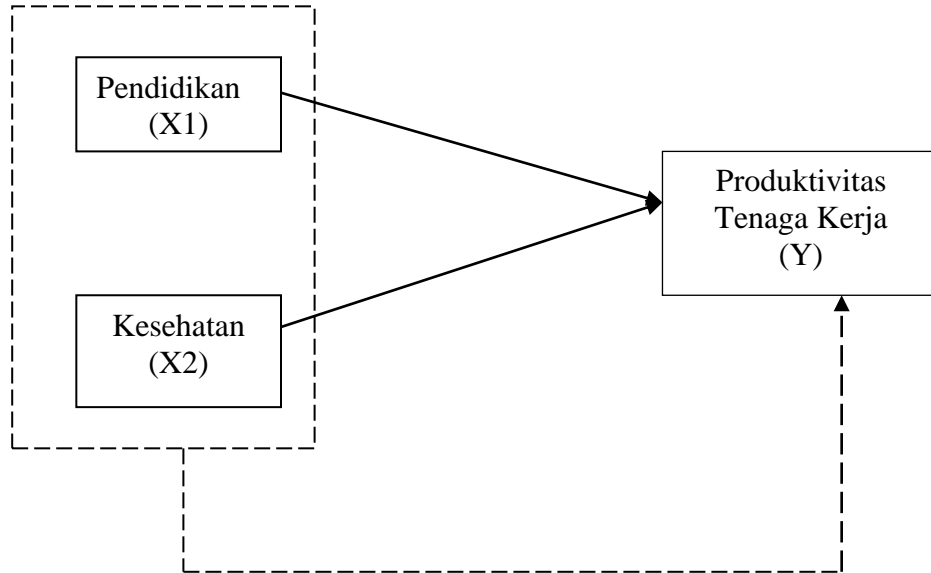 Pendidikan
(X1)
Produktivitas
Tenaga Kerja
(Y)
Kesehatan
(X2)